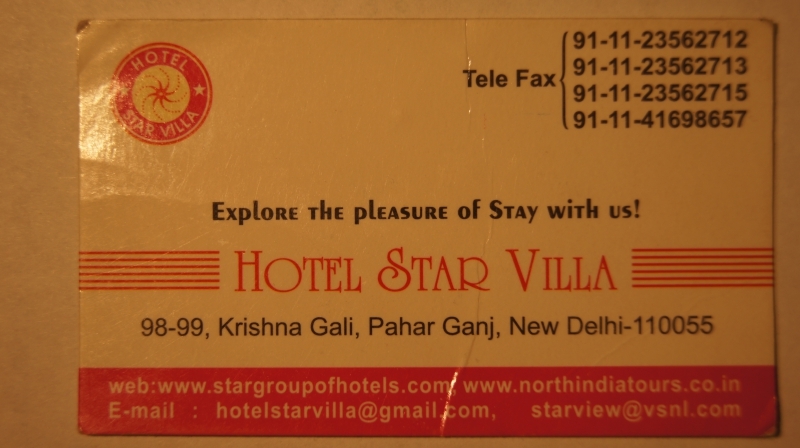 HOTEL
STAR VILLA
Tele Fax
91-11-23562712
91-11-23562713
91-11-23562715
91-11-41698657
Explore the pleasure of Stay with us!
HOTEL STAR VILLA
98-99, Krishna Gali, Pahar Ganj, New Delhi-110055
web:www.stargroupofhotels.com, www.northindiatours.co.in
E-mail : hotelstarvilla@gmail.com, starview@vsnl.com